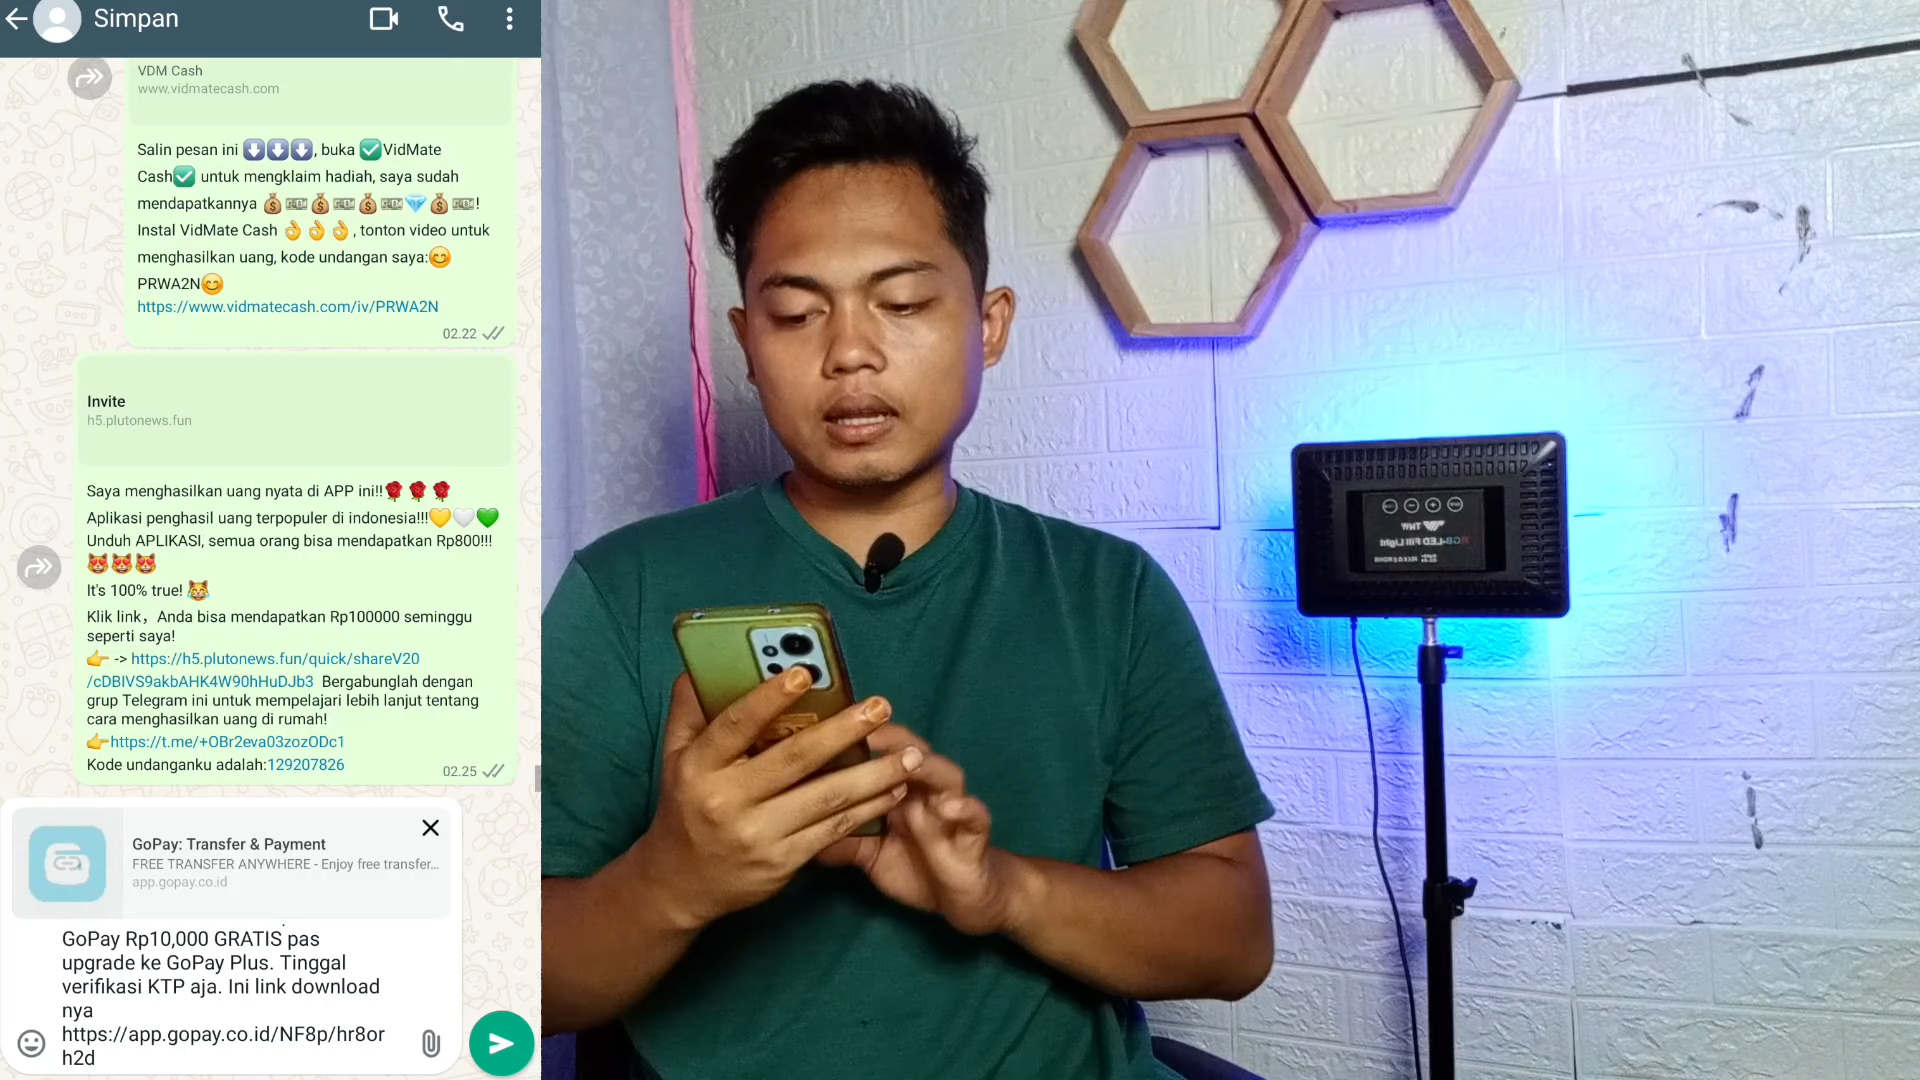 Simpan
VDM Cash
www.vidmatecash.com
Salin pesan ini ⬇️⬇️⬇️, buka ✅VidMate
Cash✅ untuk mengklaim hadiah, saya sudah
mendapatkannya 💰💵💰💵💰💵💎💰💵!
Instal VidMate Cash 👌👌👌, tonton video untuk
menghasilkan uang, kode undangan saya:😊
PRWA2N😊
https://www.vidmatecash.com/iv/PRWA2N
02.22
Invite
h5.plutonews.fun
Saya menghasilkan uang nyata di APP ini!!🌹🌹🌹
Aplikasi penghasil uang terpopuler di indonesia!!!💛🤍💚
Unduh APLIKASI, semua orang bisa mendapatkan Rp800!!!
😻😻😻
It's 100% true! 😹
Klik link，Anda bisa mendapatkan Rp100000 seminggu
seperti saya!
👉 -> https://h5.plutonews.fun/quick/shareV20
/cDBIVS9akbAHK4W90hHuDJb3 Bergabunglah dengan
grup Telegram ini untuk mempelajari lebih lanjut tentang
cara menghasilkan uang di rumah!
👉https://t.me/+OBr2eva03zozODc1
Kode undanganku adalah:129207826
02.25
GoPay: Transfer & Payment
FREE TRANSFER ANYWHERE - Enjoy free transfer...
app.gopay.co.id
GoPay Rp10,000 GRATIS pas
upgrade ke GoPay Plus. Tinggal
verifikasi KTP aja. Ini link download
nya
https://app.gopay.co.id/NF8p/hr8or
h2d
TNW
RGB-LED Fill Light